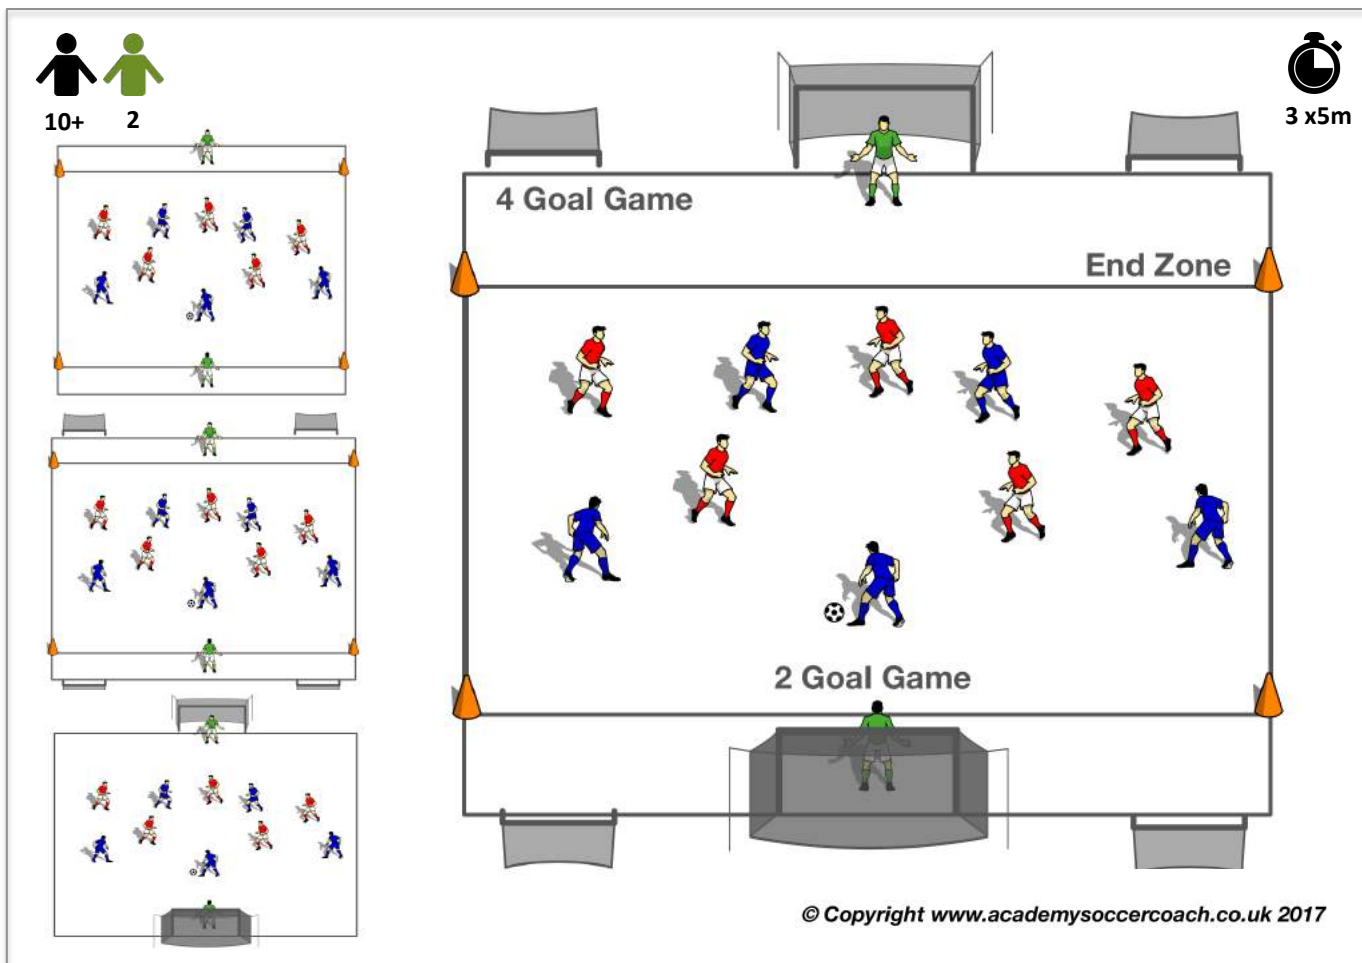 10+
2
3 x5m
4 Goal Game
End Zone
2 Goal Game
© Copyright www.academysoccercoach.co.uk 2017